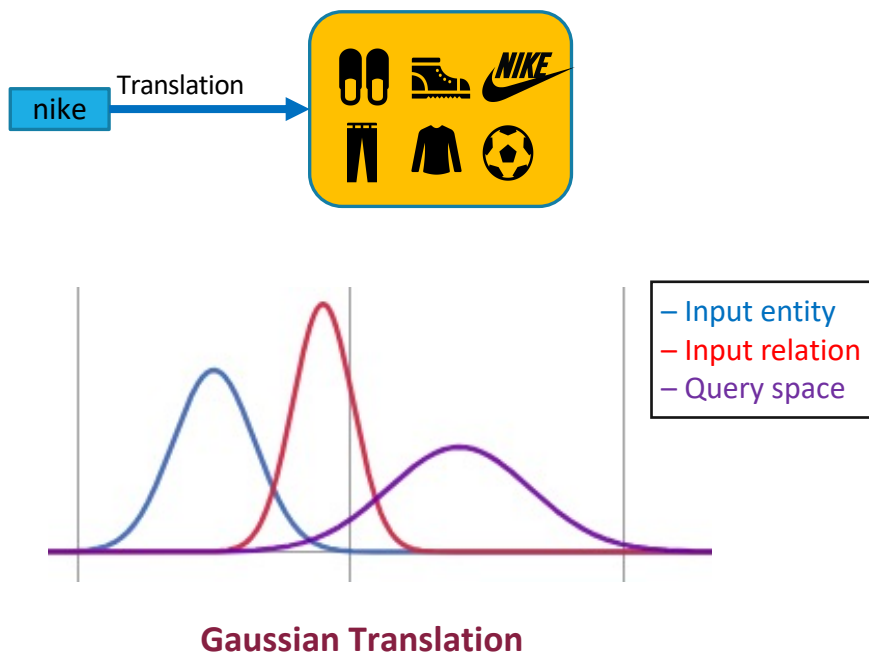 Translation
nike
NIKE
– Input entity
– Input relation
– Query space
Gaussian Translation